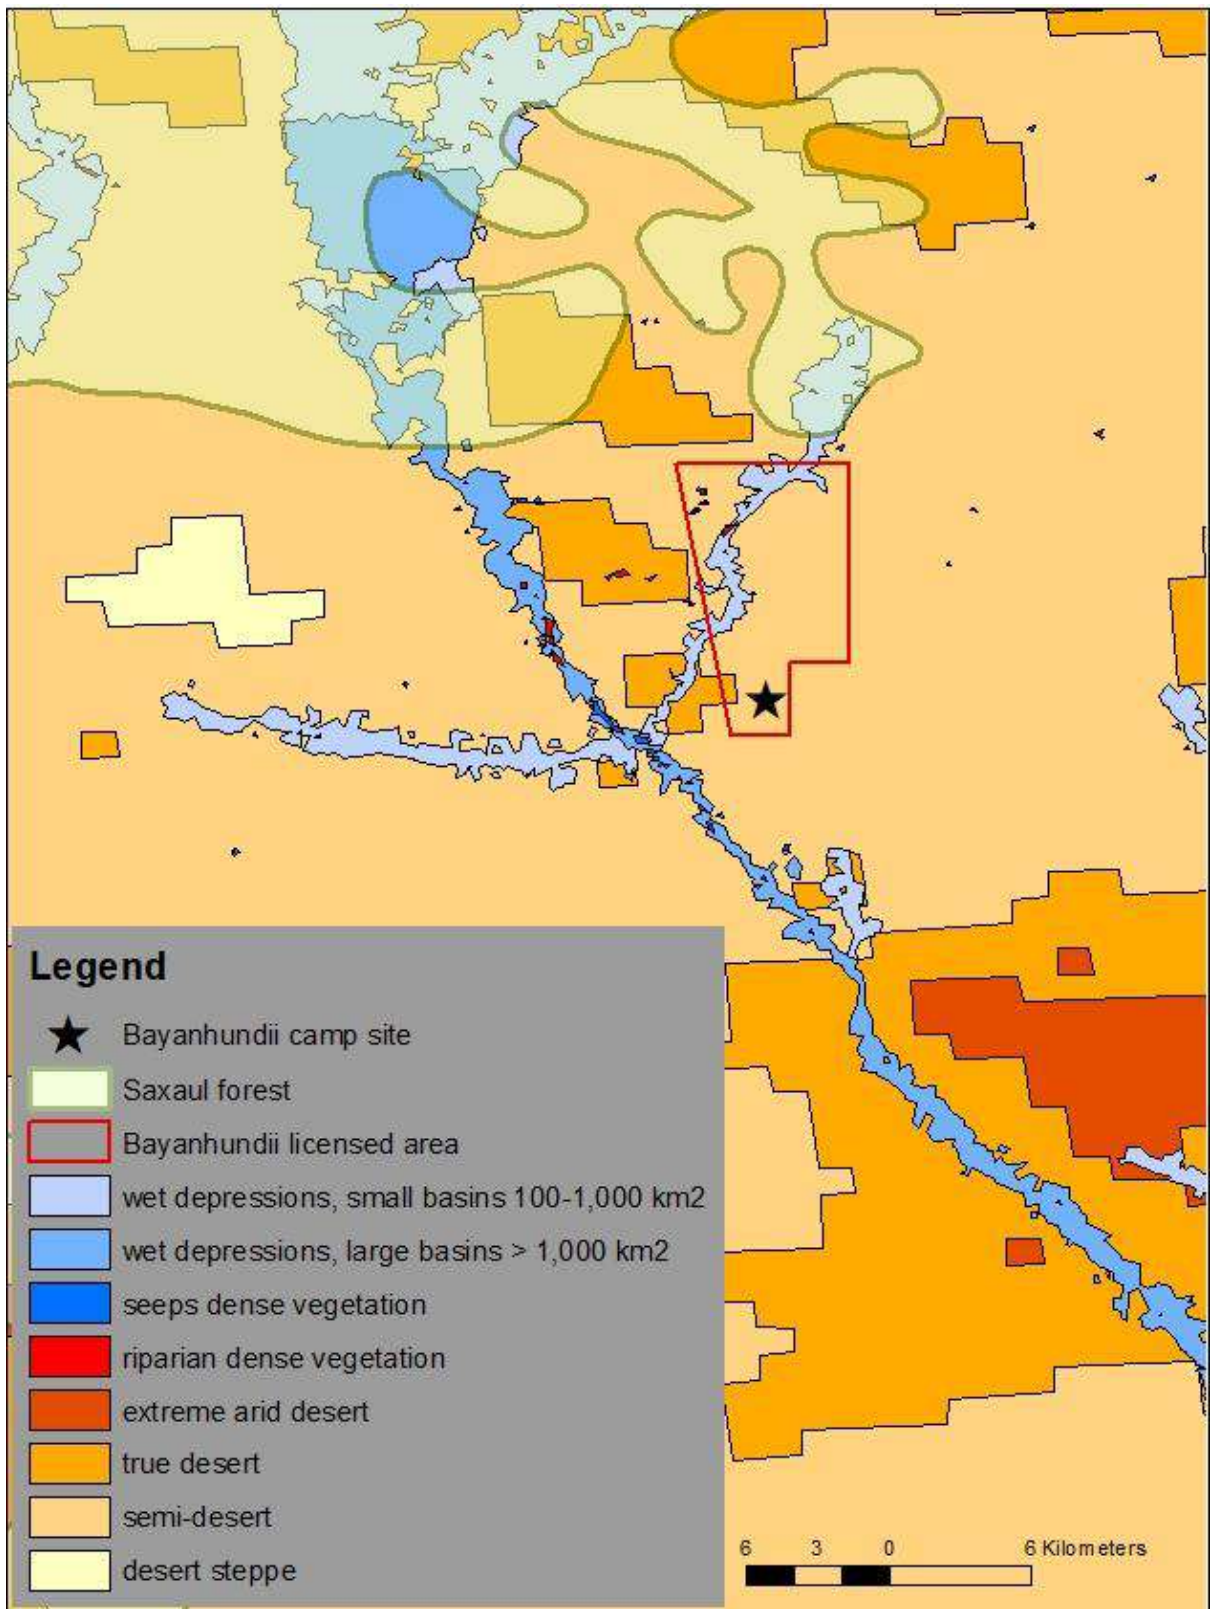 Legend
Bayanhundii camp site
Saxaul forest
Bayanhundii licensed area
wet depressions, small basins 100-1,000 km2
wet depressions, large basins > 1,000 km2
seeps dense vegetation
riparian dense vegetation
extreme arid desert
true desert
semi-desert
desert steppe
6 3 0 6 Kilometers